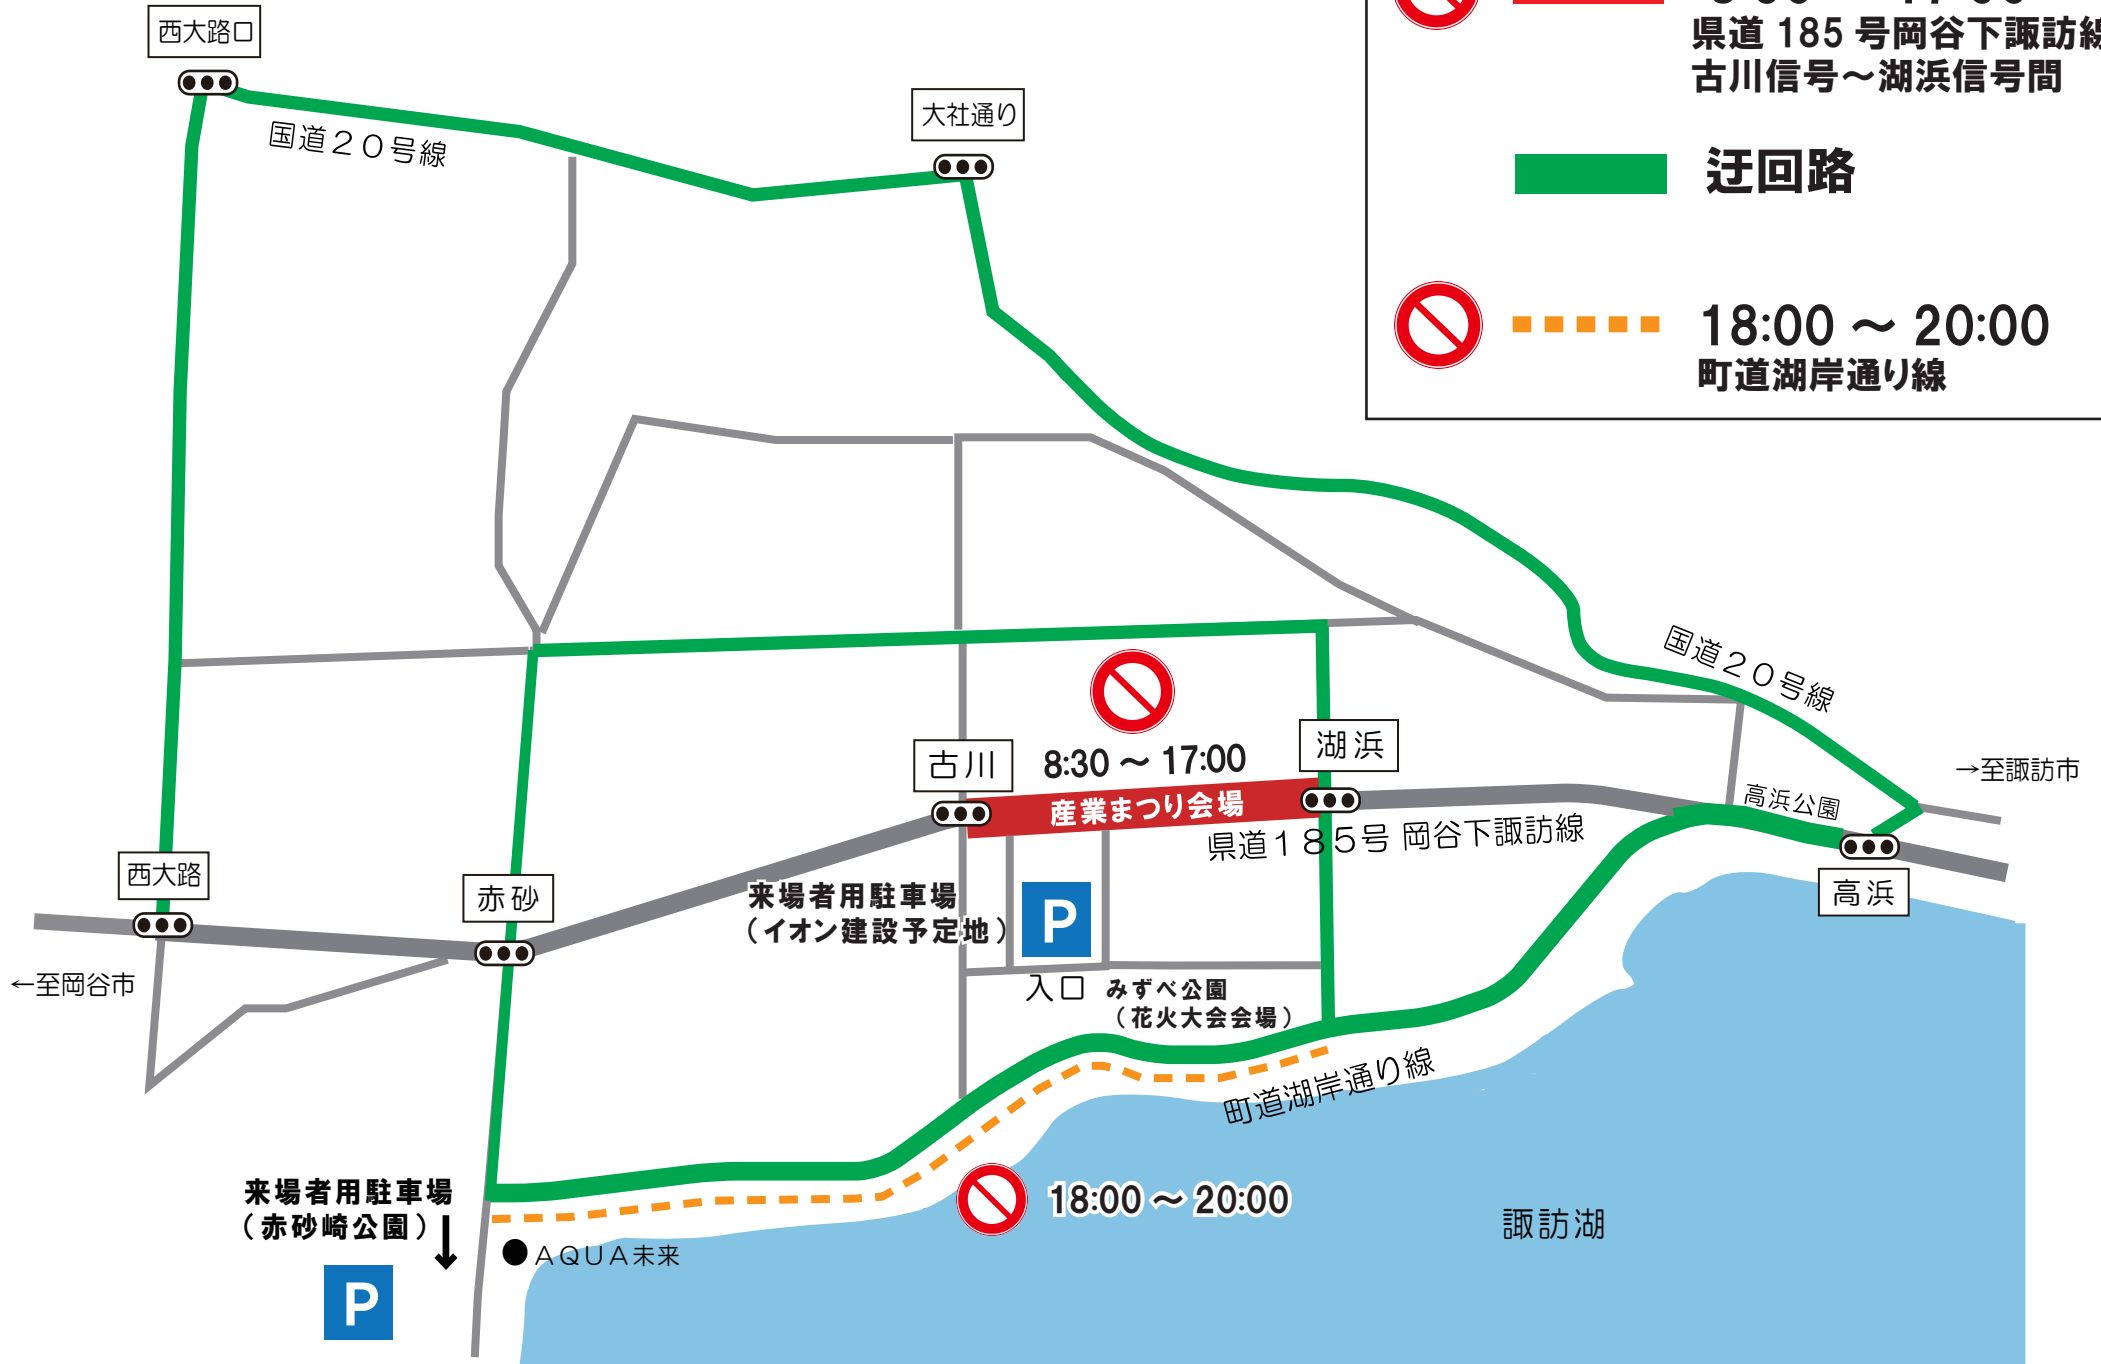 西大路口
国道２０号線
大社通り
県道 185 号岡谷下諏訪線
古川信号～湖浜信号間
迂回路
18:00 ～ 20:00
町道湖岸通り線
国道２０号線
→至諏訪市
古川
8:30 ～ 17:00
湖浜
産業まつり会場
県道１８５号 岡谷下諏訪線
高浜公園
高浜
西大路
赤砂
←至岡谷市
来場者用駐車場
（イオン建設予定地）
P
入口
みずべ公園
（花火大会会場）
町道湖岸通り線
18:00 ～ 20:00
来場者用駐車場
（赤砂崎公園）
P
ＡＱＵＡ未来
諏訪湖